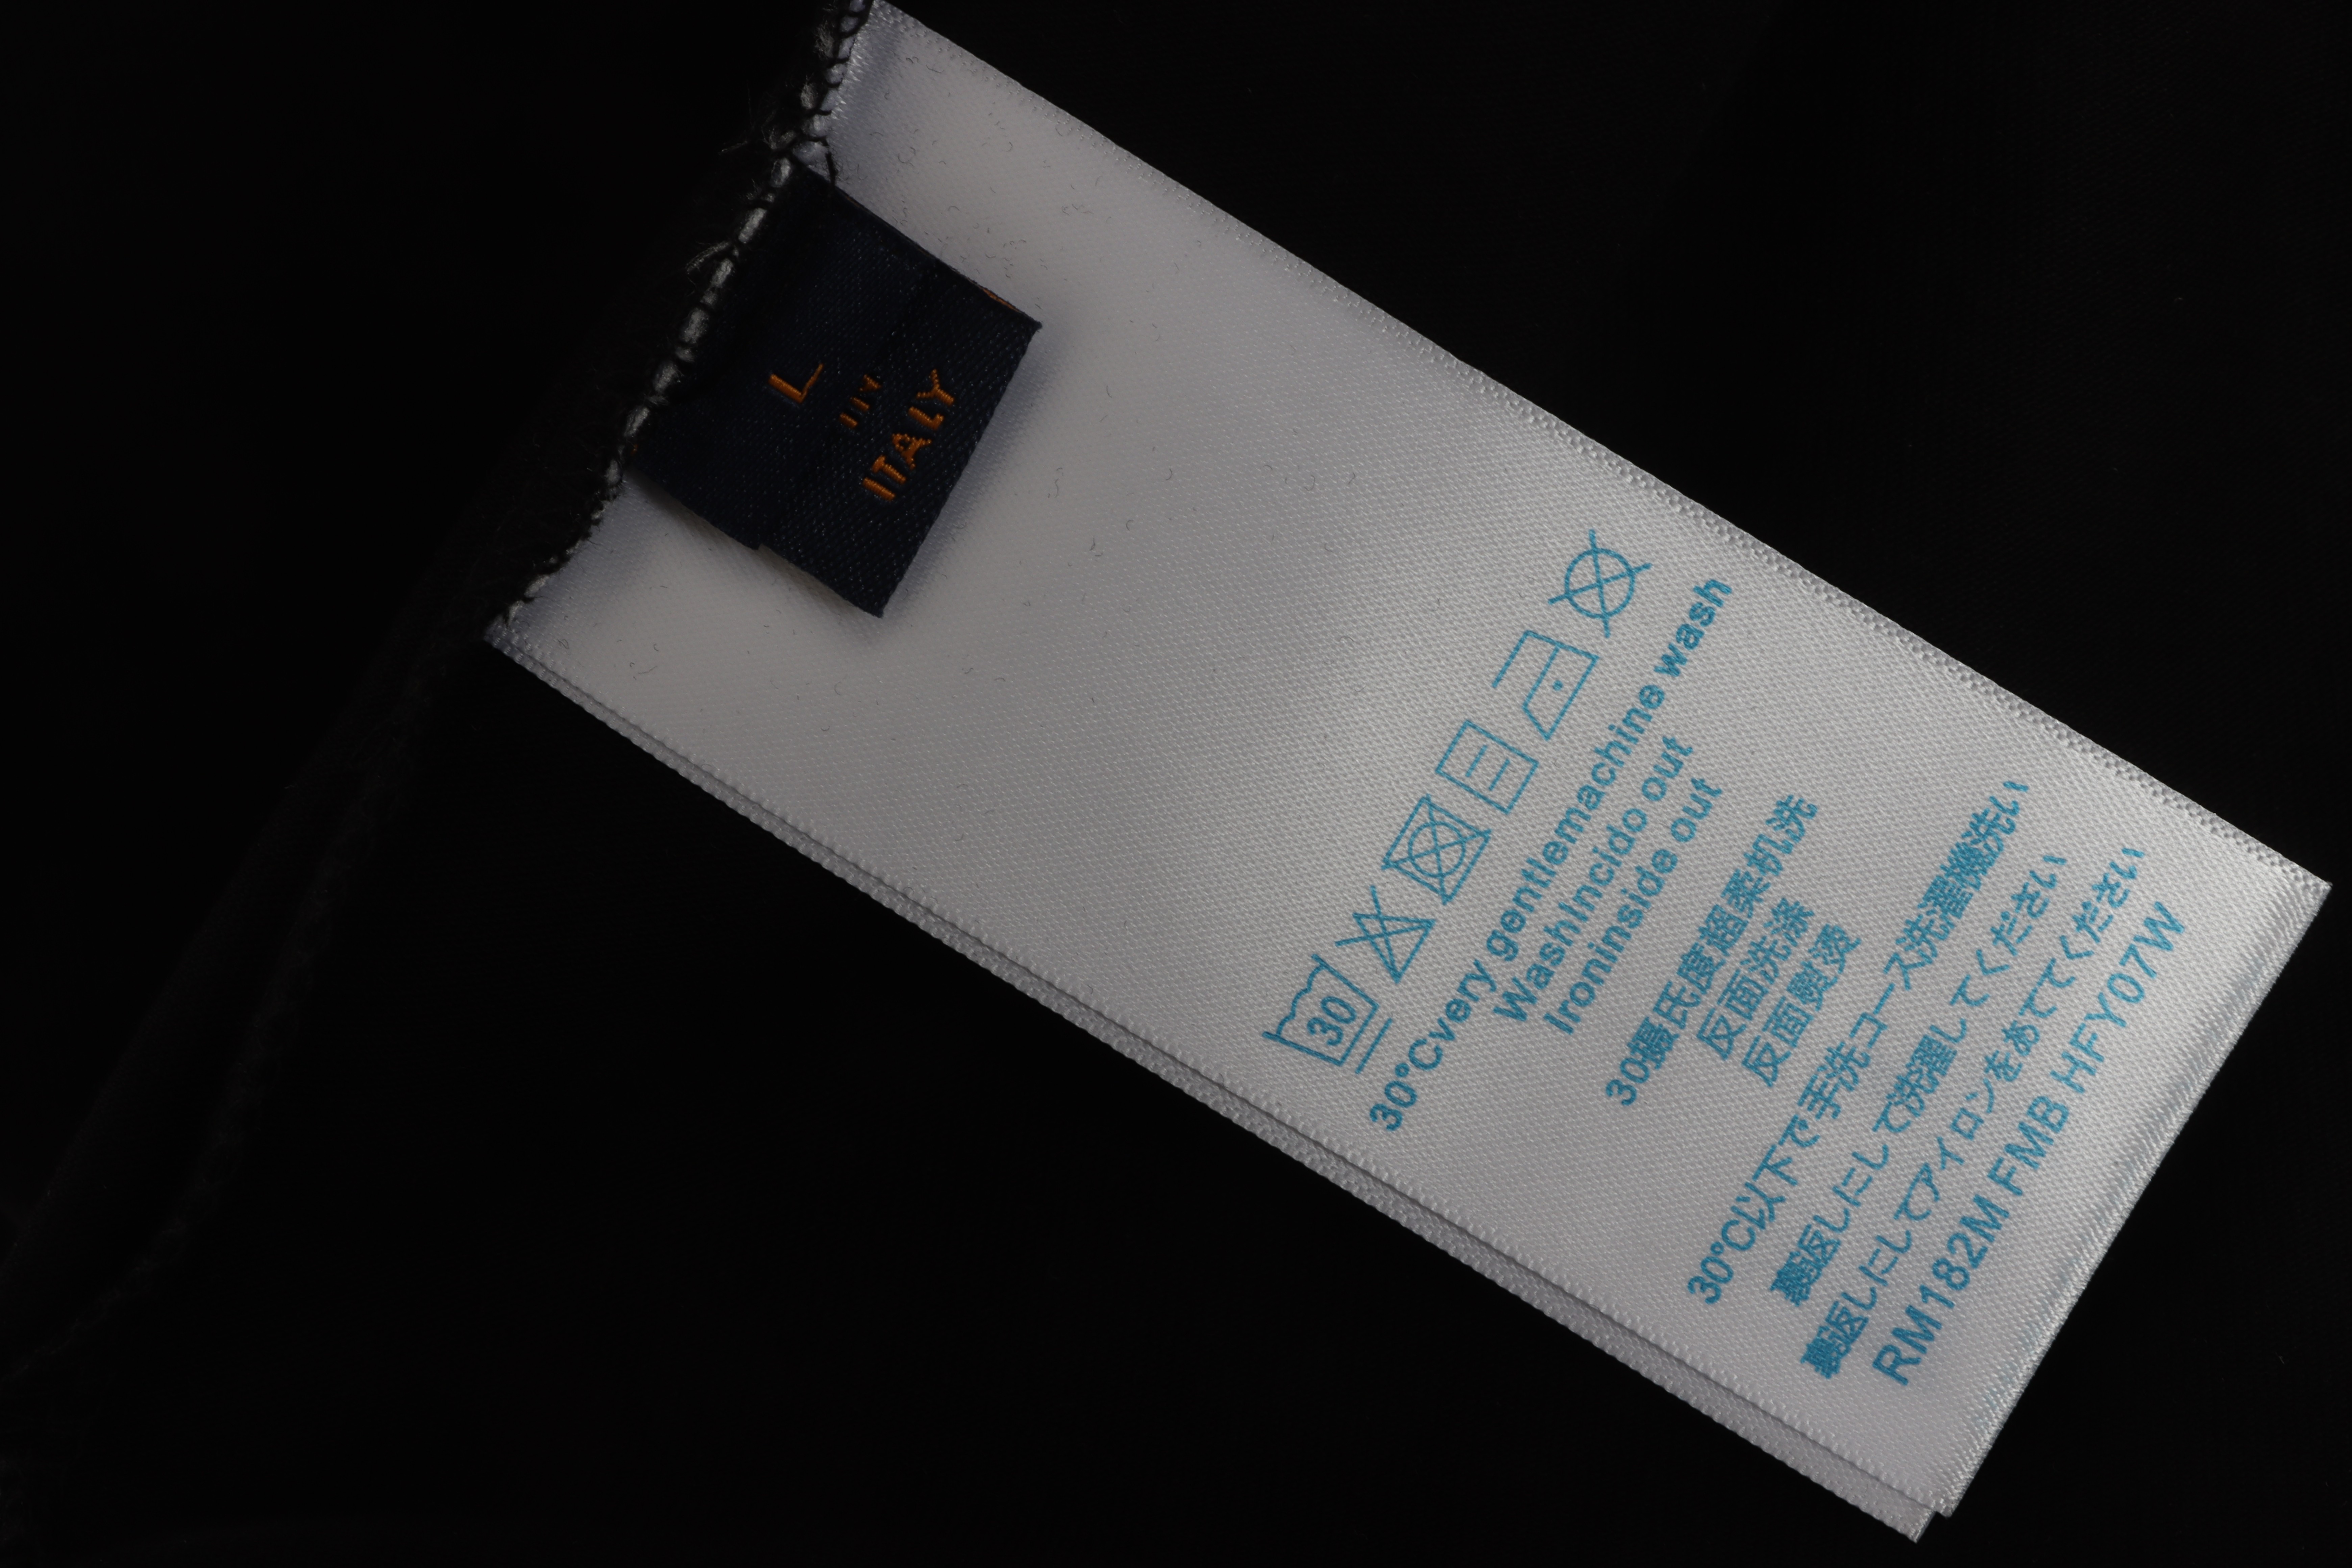 L
IN
ITALY
30
30°Cvery gentlemachine wash
WashIncido out
Ironinside out
30攝氏度超柔机洗
反面洗涤
反面熨烫
30°C以下で手洗コース洗濯機洗い
裏返しにして洗濯してください
裏返しにしてアイロンをあててください
RM182M FMB HFY07W